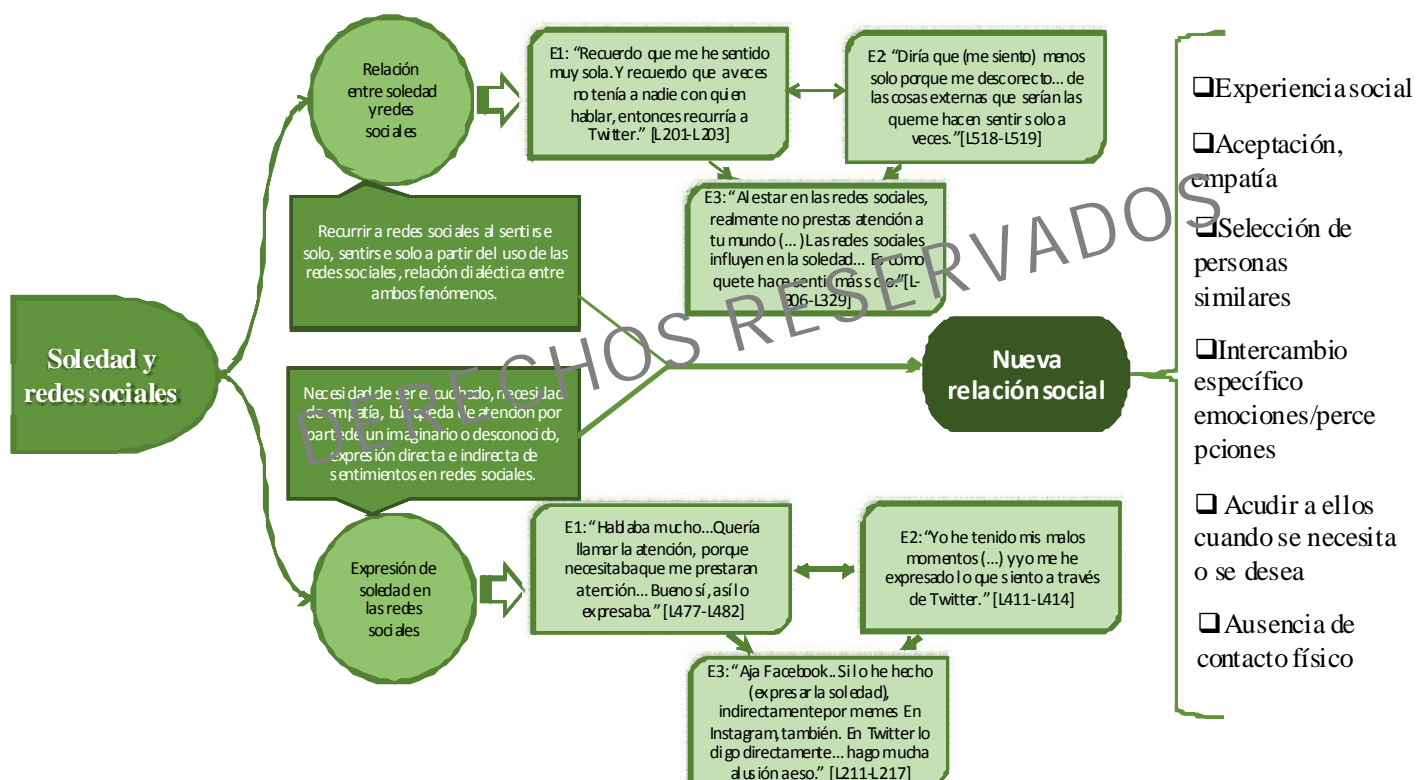 Soledad y
redes sociales
Relación
entre soledad
y redes
sociales
E1: “Recuerdo que me he sentido
muy sola. Y recuerdo que a veces
no tenía a nadie con quien
hablar, entonces recurría a
Twitter.” [L201-L203]
E2: “Diría que (me siento) menos
solo porque me desconecto... de
las cosas externas que serían las
que me hacen sentir solo a
veces.”[L518-L519]
E3: “Al estar en las redes sociales,
realmente no prestas atención a
tu mundo (...) Las redes sociales
influyen en la soledad... Es como
que te hace sentir más solo.”[L-
306-L329]
Recurrir a redes sociales al sentirse
solo, sentirse solo a partir del uso de las
redes sociales, relación dialéctica entre
ambos fenómenos.
Necesidad de ser escuchado, necesidad
de empatía, búsqueda de atención por
parte de un imaginario o desconocido,
expresión directa e indirecta de
sentimientos en redes sociales.
Expresión de
soledad en
las redes
sociales
E1: “Hablaba mucho...Quería
llamar la atención, porque
necesitaba que me prestaran
atención... Bueno sí, así lo
expresaba.” [L477-L482]
E2: “Yo he tenido mis malos
momentos (...) y yo me he
expresado lo que siento a través
de Twitter.” [L411-L414]
E3: “Aja Facebook.. Si lo he hecho
(expresar la soledad),
indirectamente por memes En
Instagram, también. En Twitter lo
digo directamente... hago mucha
alusión a eso.” [L211-L217]
Nueva
relación social
❑Experiencia social
❑Aceptación,
empatía
❑Selección de
personas
similares
❑Intercambio
específico
emociones/perce
pciones
❑ Acudir a ellos
cuando se necesita
o se desea
❑ Ausencia de
contacto físico
DERECHOS RESERVADOS